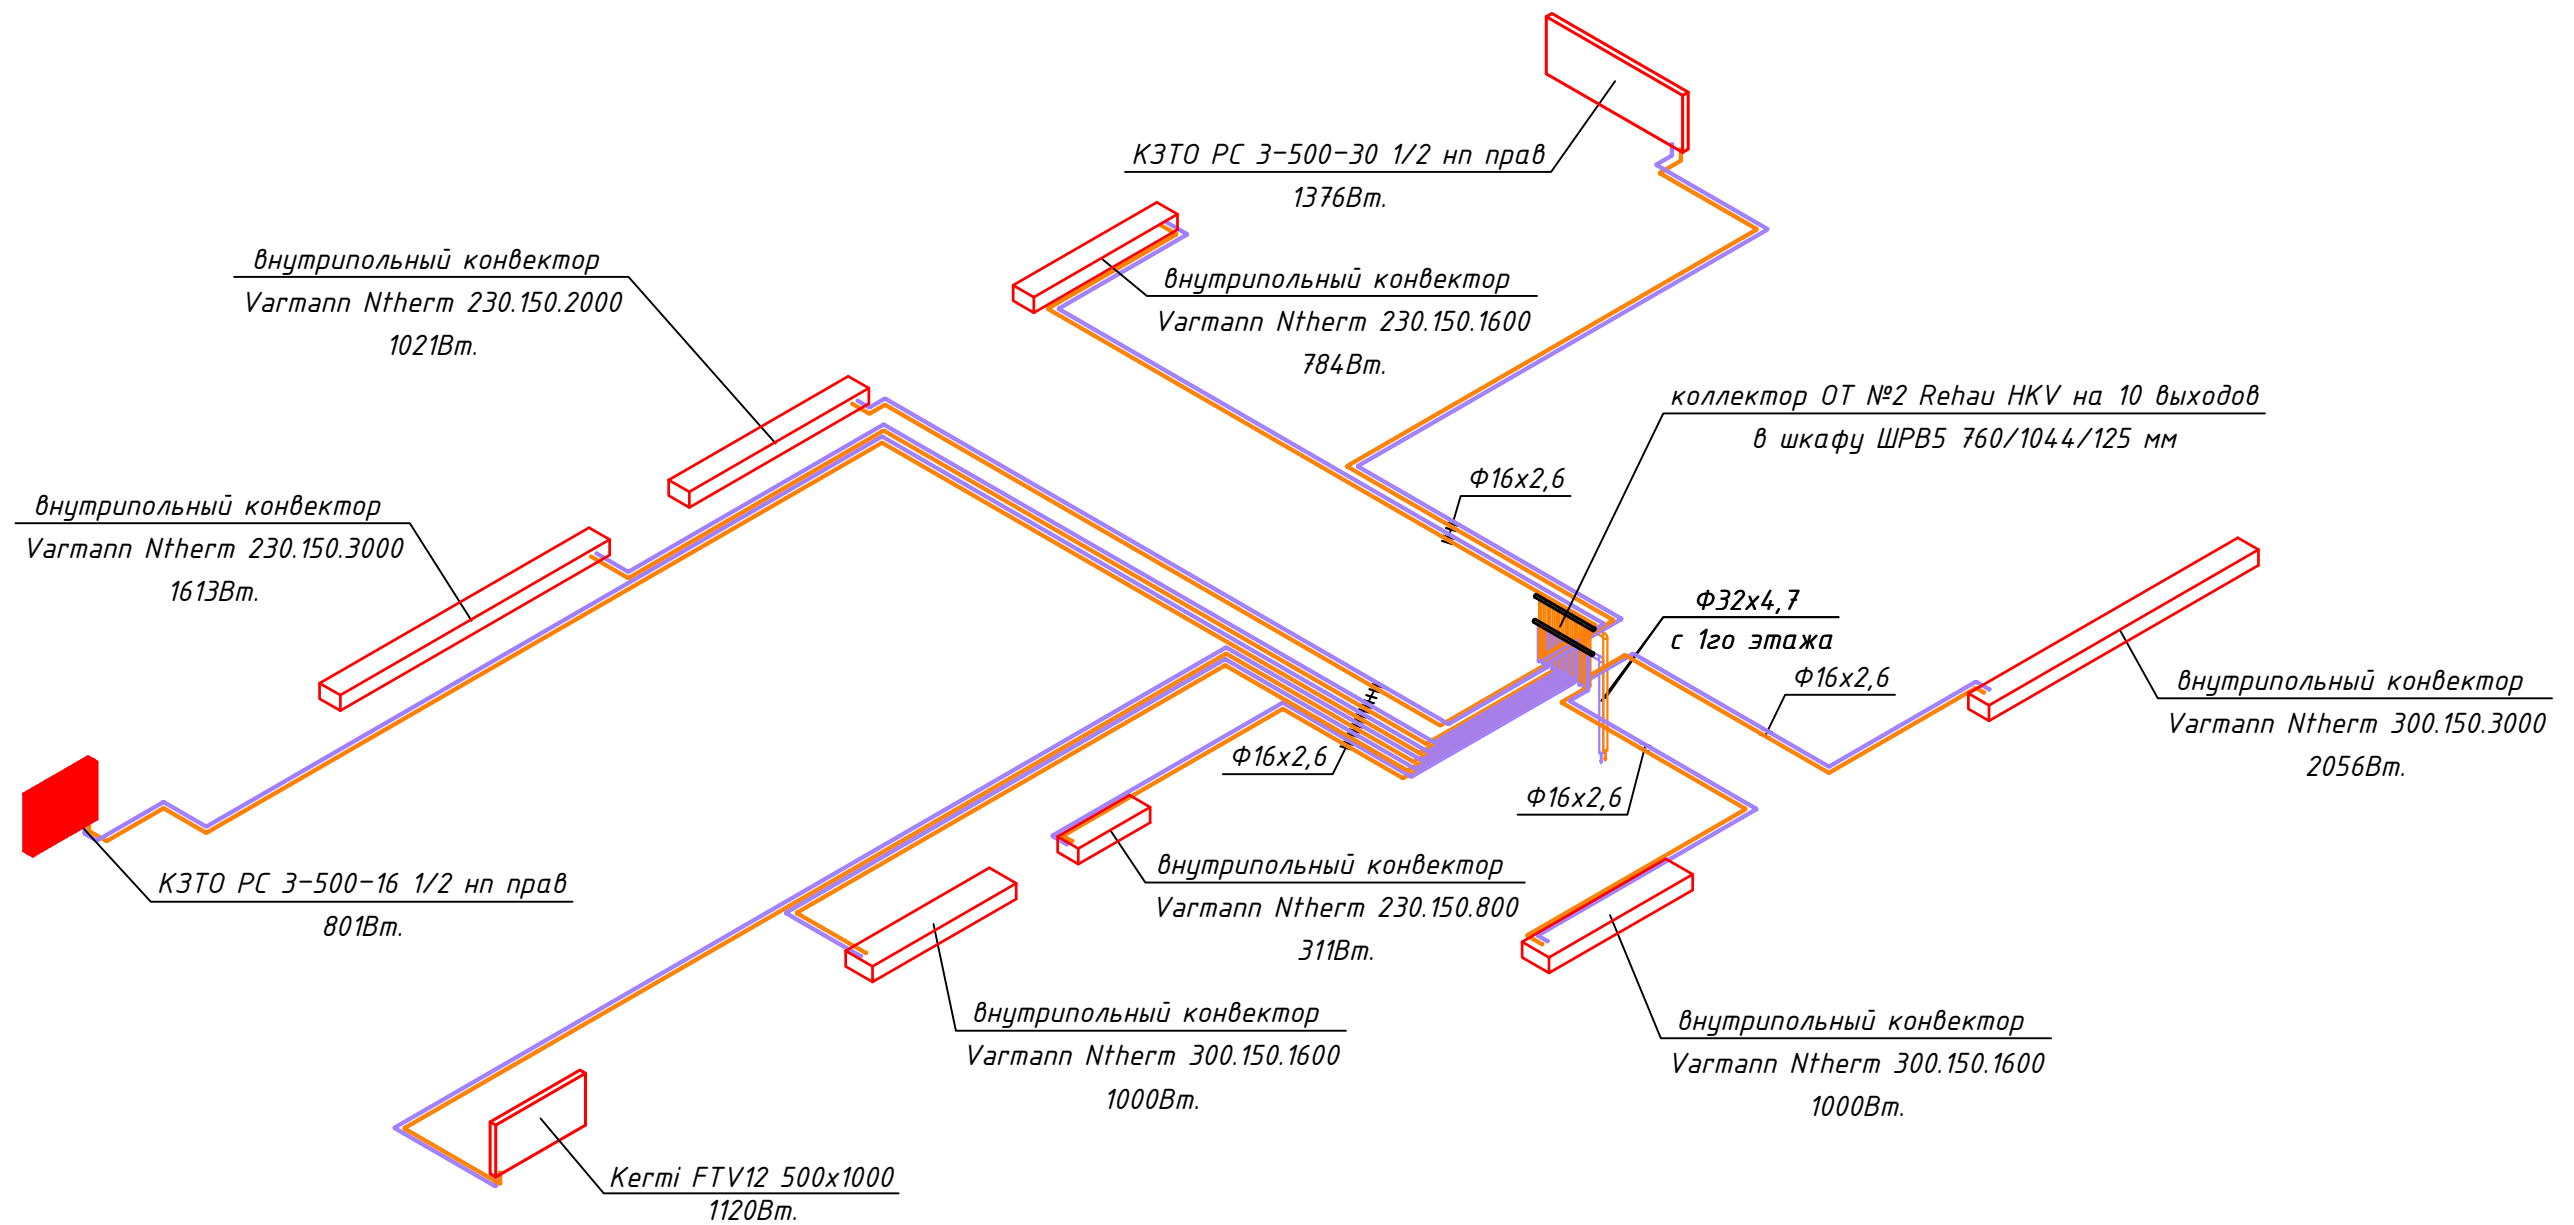 КЗТО РС 3-500-30 1/2 нп прав
1376Вт.
внутрипольный конвектор
Varmann Ntherm 230.150.1600
784Вт.
внутрипольный конвектор
Varmann Ntherm 230.150.2000
1021Вт.
коллектор ОТ №2 Rehau HKV на 10 выходов
в шкафу ШРВ5 760/1044/125 мм
Ф16х2,6
внутрипольный конвектор
Varmann Ntherm 230.150.3000
1613Вт.
Ф32х4,7
с 1го этажа
Ф16х2,6
внутрипольный конвектор
Varmann Ntherm 300.150.3000
2056Вт.
Ф16х2,6
Ф16х2,6
КЗТО РС 3-500-16 1/2 нп прав
801Вт.
внутрипольный конвектор
Varmann Ntherm 230.150.800
311Вт.
внутрипольный конвектор
Varmann Ntherm 300.150.1600
1000Вт.
внутрипольный конвектор
Varmann Ntherm 300.150.1600
1000Вт.
Kermi FTV12 500x1000
1120Вт.